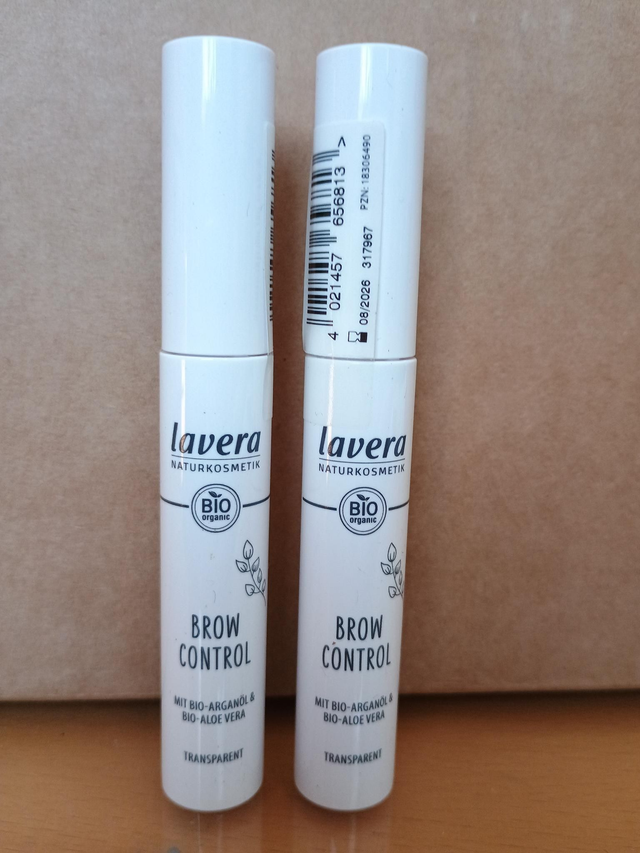 lavera
NATURKOSMETIK
BIO
organic
BROW
CONTROL
MIT BIO-ARGANÖL &
BIO-ALOE VERA
TRANSPARENT
4 021457 656813 >
PZN: 18306490
08/2026 317967
lavera
NATURKOSMETIK
BIO
organic
BROW
CONTROL
MIT BIO-ARGANÖL &
BIO-ALOE VERA
TRANSPARENT